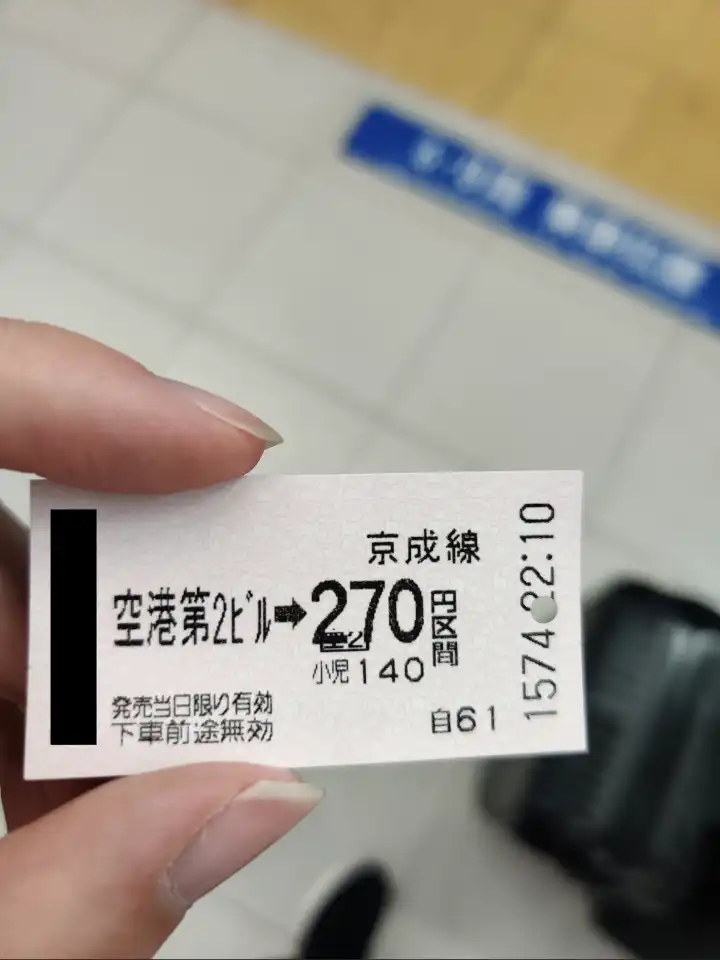 京成線
空港第2ビル➡270円区間
小児140
発売当日限り有効
下車前途無効
自61
1574 22:10